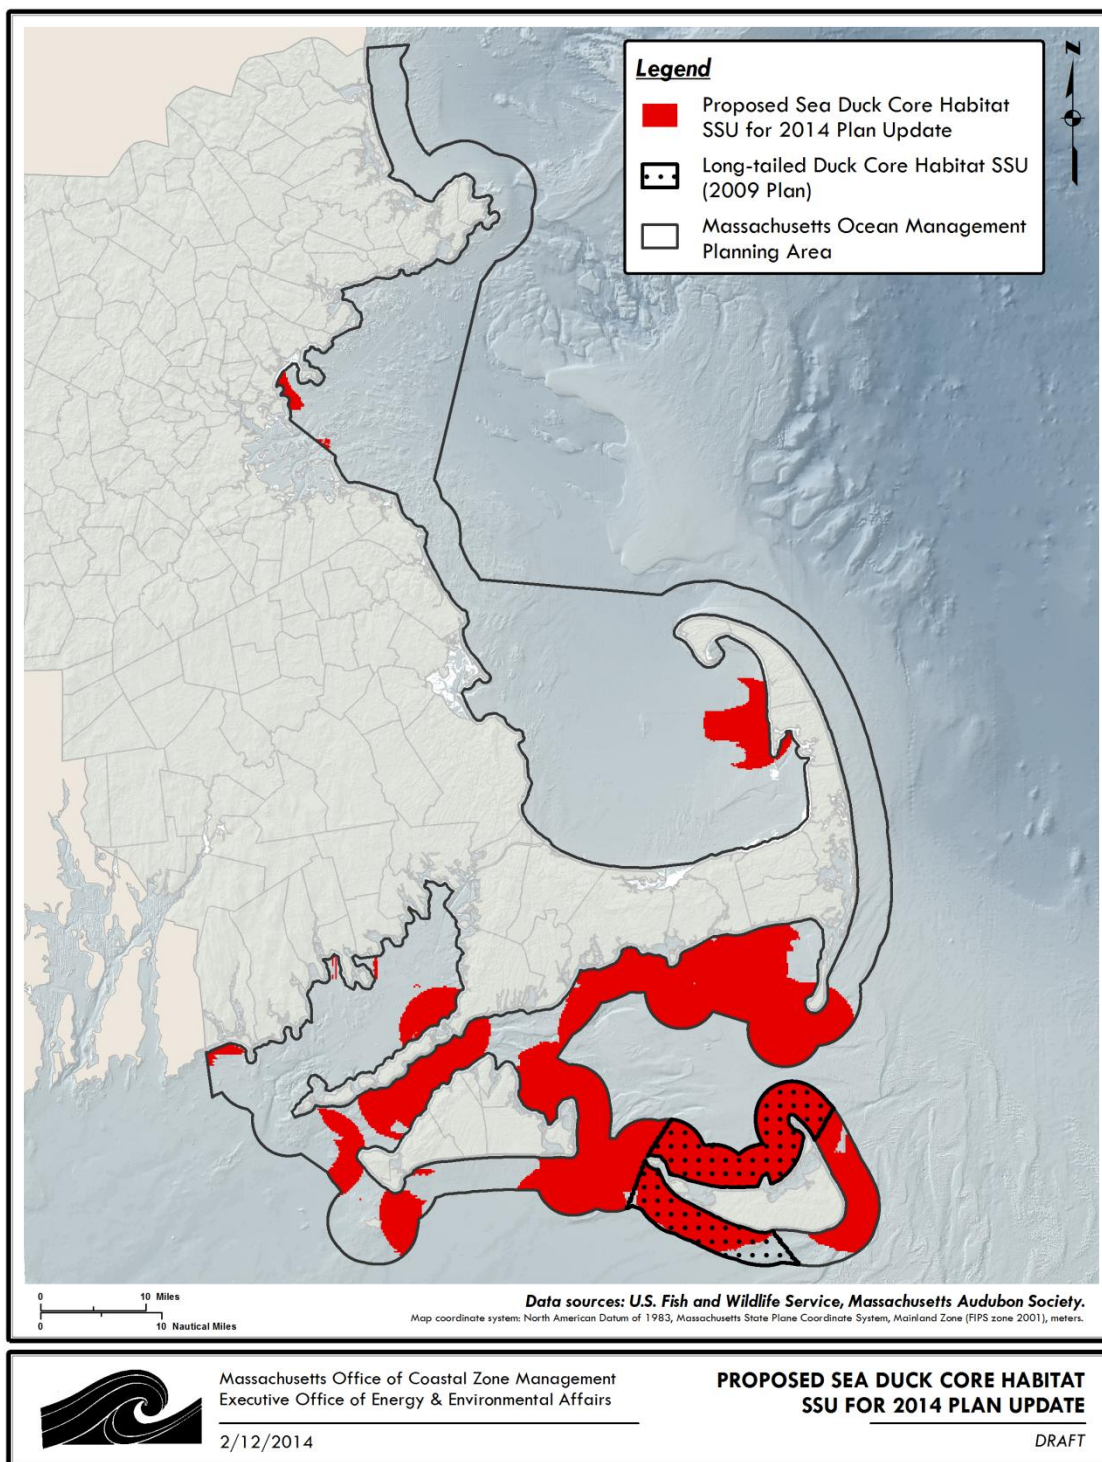 Legend
Proposed Sea Duck Core Habitat
SSU for 2014 Plan Update
Long-tailed Duck Core Habitat SSU
(2009 Plan)
Massachusetts Ocean Management
Planning Area
N
0 10 Miles
0 10 Nautical Miles
Data sources: U.S. Fish and Wildlife Service, Massachusetts Audubon Society.
Map coordinate system: North American Datum of 1983, Massachusetts State Plane Coordinate System, Mainland Zone (FIPS zone 2001), meters.
Massachusetts Office of Coastal Zone Management
Executive Office of Energy & Environmental Affairs
2/12/2014
PROPOSED SEA DUCK CORE HABITAT
SSU FOR 2014 PLAN UPDATE
DRAFT